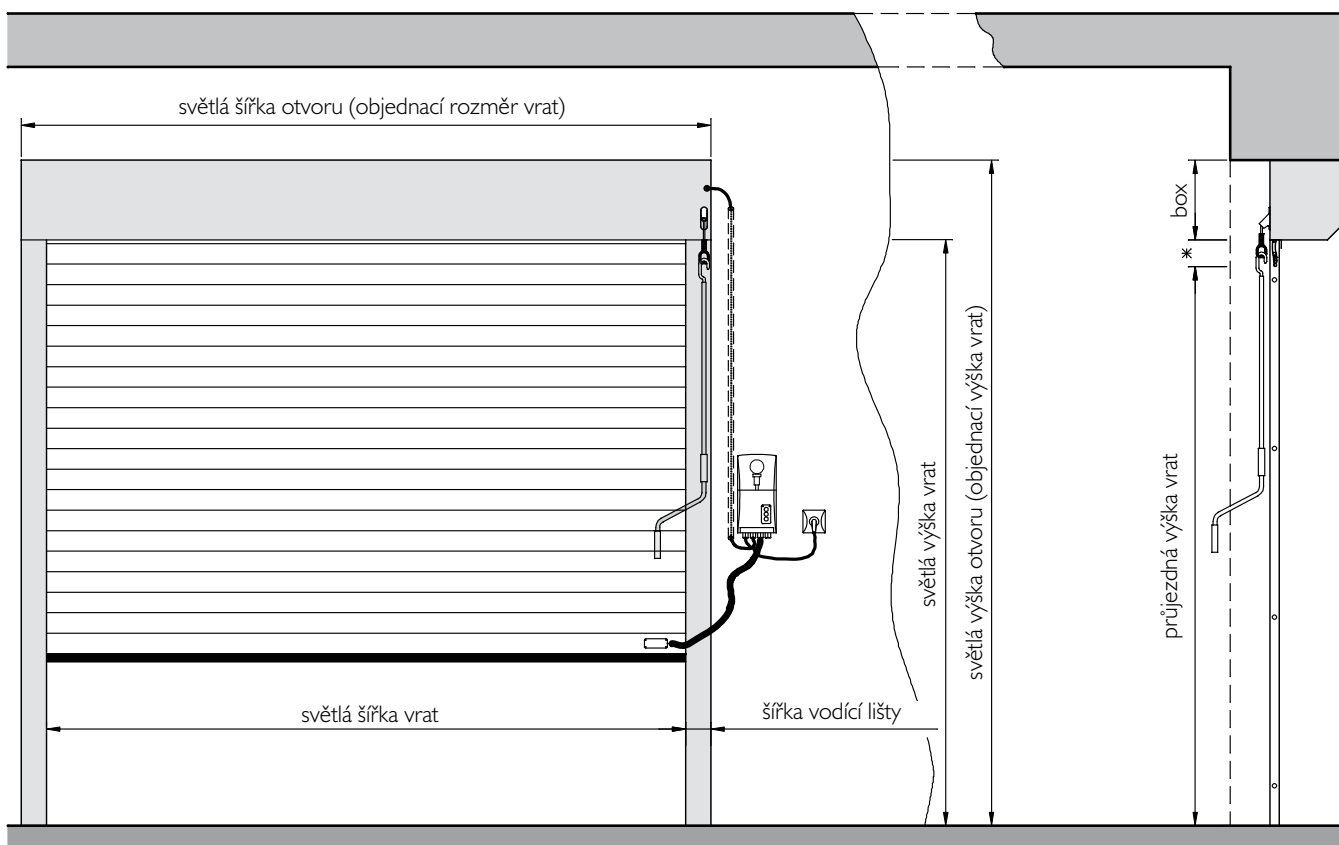 světlá šířka otvoru (objednací rozměr vrat)
box
*
světlá výška vrat
světlá výška otvoru (objednací výška vrat)
průjezdná výška vrat
světlá šířka vrat
šířka vodící lišty